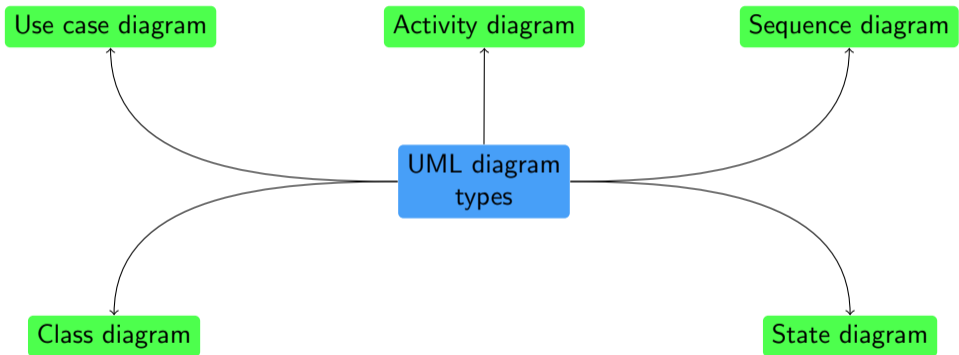 Use case diagram
Activity diagram
Sequence diagram
UML diagram
types
Class diagram
State diagram